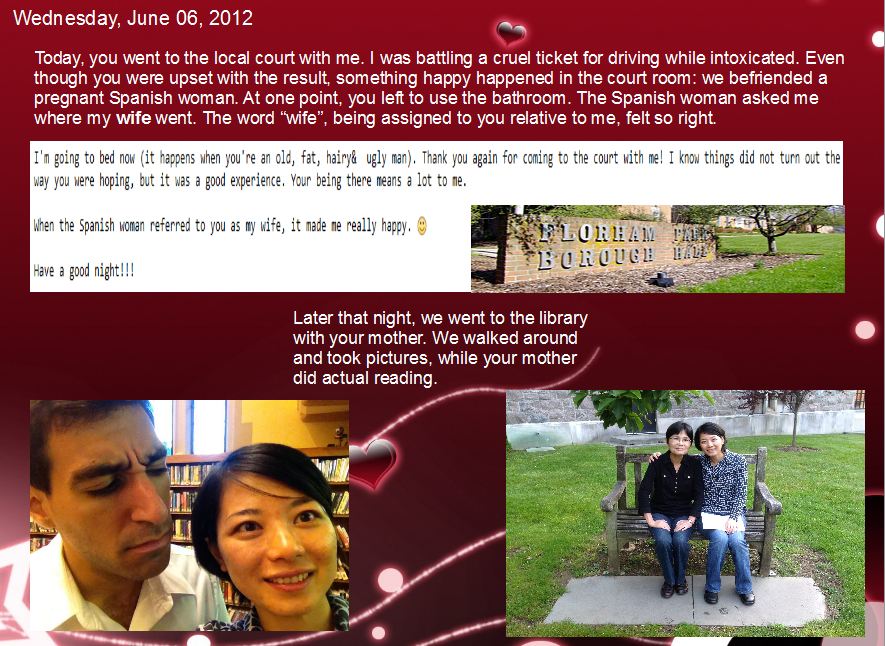 Wednesday, June 06, 2012
Today, you went to the local court with me. I was battling a cruel ticket for driving while intoxicated. Even
though you were upset with the result, something happy happened in the court room: we befriended a
pregnant Spanish woman. At one point, you left to use the bathroom. The Spanish woman asked me
where my wife went. The word “wife”, being assigned to you relative to me, felt so right.
I'm going to bed now (it happens when you're an old, fat, hairy& ugly man). Thank you again for coming to the court with me! I know things did not turn out the
way you were hoping, but it was a good experience. Your being there means a lot to me.
When the Spanish woman referred to you as my wife, it made me really happy. 🙂
Have a good night!!!
FLORHAM PARK
BOROUGH HALL
Later that night, we went to the library
with your mother. We walked around
and took pictures, while your mother
did actual reading.